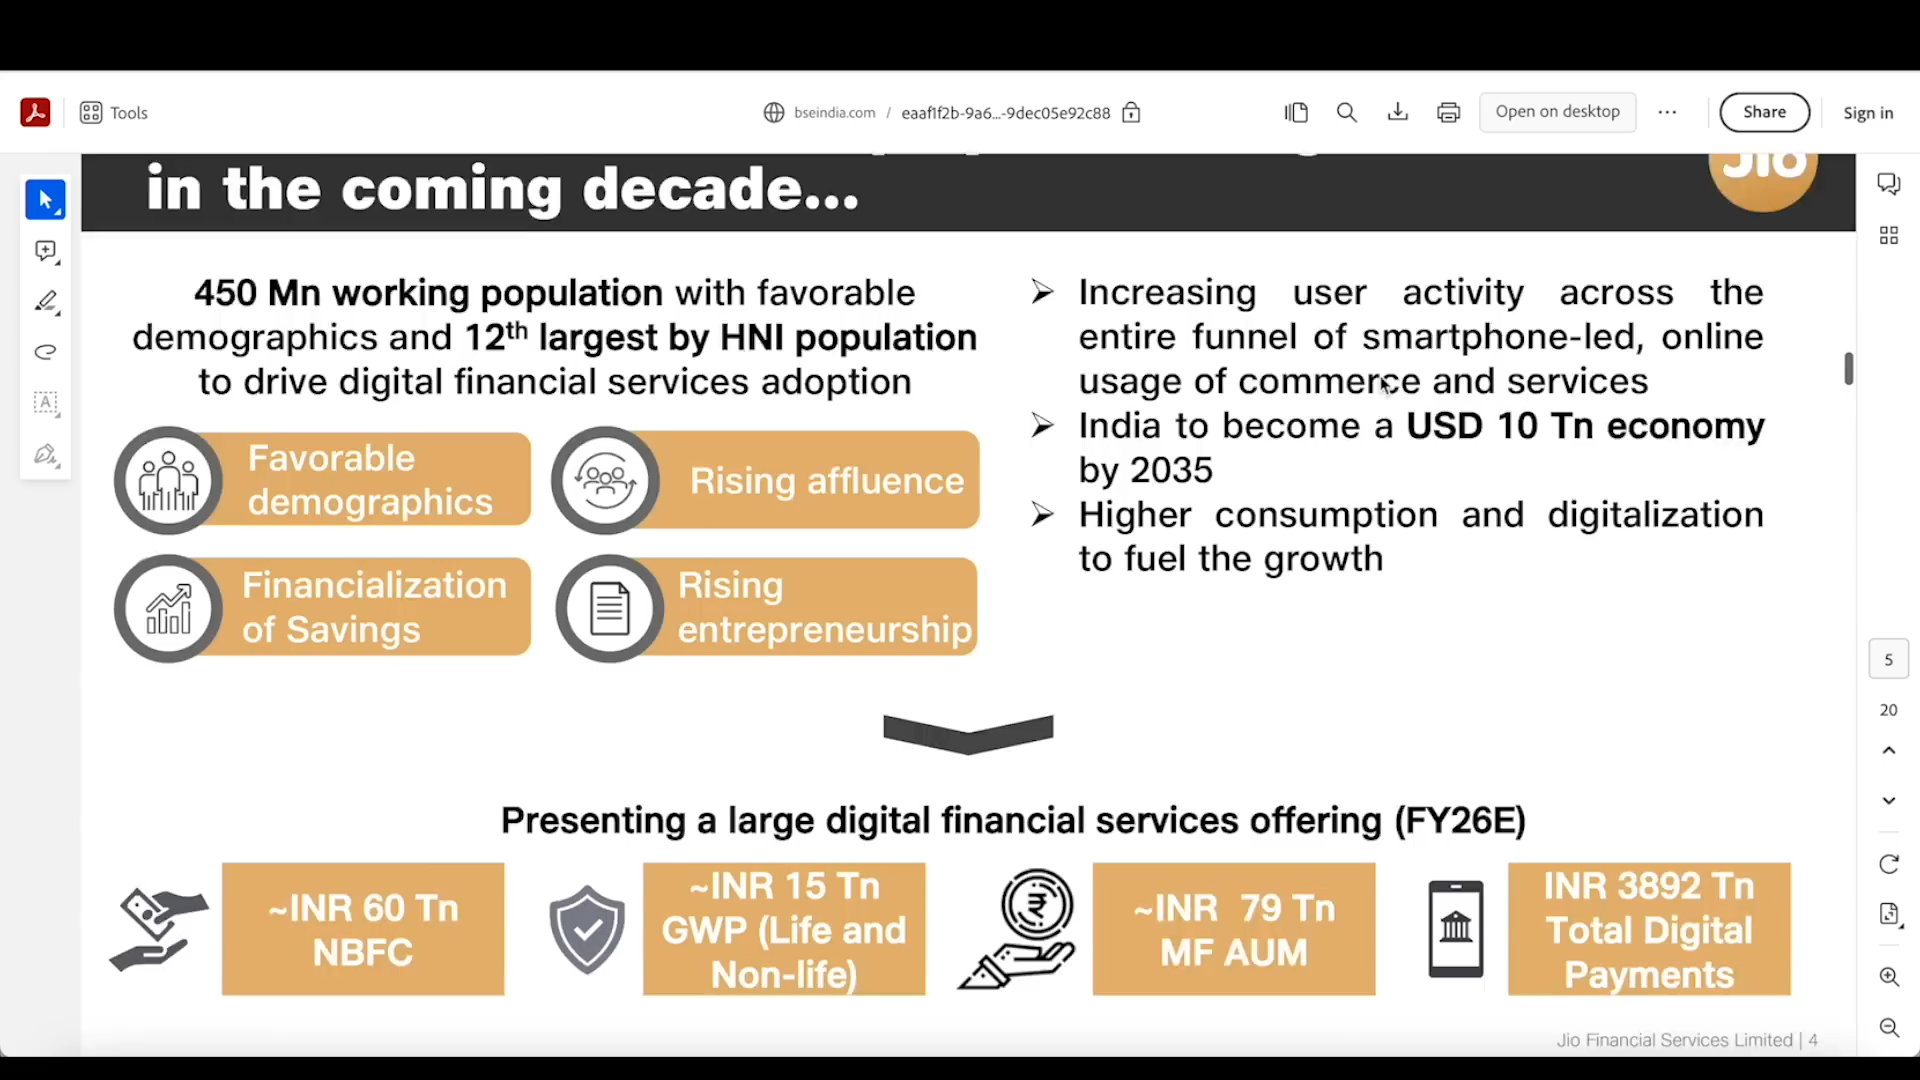 Tools
bseindia.com / eaaf1f2b-9a6...-9dec05e92c88
Open on desktop
Share
Sign in
in the coming decade...
Jio
450 Mn working population with favorable
demographics and 12th largest by HNI population
to drive digital financial services adoption
Favorable
demographics
Rising affluence
Financialization
of Savings
Rising
entrepreneurship
Increasing user activity across the
entire funnel of smartphone-led, online
usage of commerce and services
India to become a USD 10 Tn economy
by 2035
Higher consumption and digitalization
to fuel the growth
5
20
Presenting a large digital financial services offering (FY26E)
~INR 60 Tn
NBFC
~INR 15 Tn
GWP (Life and
Non-life)
~INR 79 Tn
MF AUM
INR 3892 Tn
Total Digital
Payments
Jio Financial Services Limited | 4